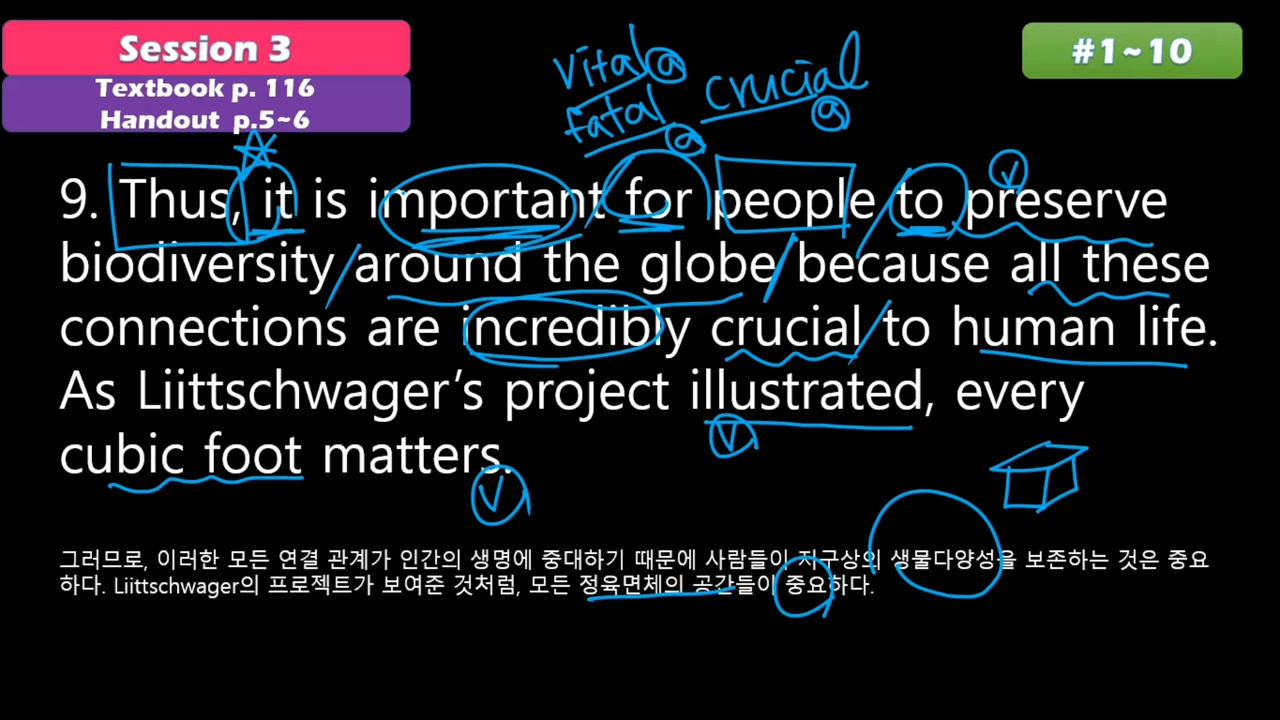 Session 3
Textbook p. 116
Handout p.5~6
#1~10
vital a
fatal a
crucial a
9. Thus, it is important for people to preserve
biodiversity around the globe because all these
connections are incredibly crucial to human life.
As Liittschwager's project illustrated, every
cubic foot matters.
V
V
V
그러므로, 이러한 모든 연결 관계가 인간의 생명에 중대하기 때문에 사람들이 지구상의 생물다양성을 보존하는 것은 중요
하다. Liittschwager의 프로젝트가 보여준 것처럼, 모든 정육면체의 공간들이 중요하다.